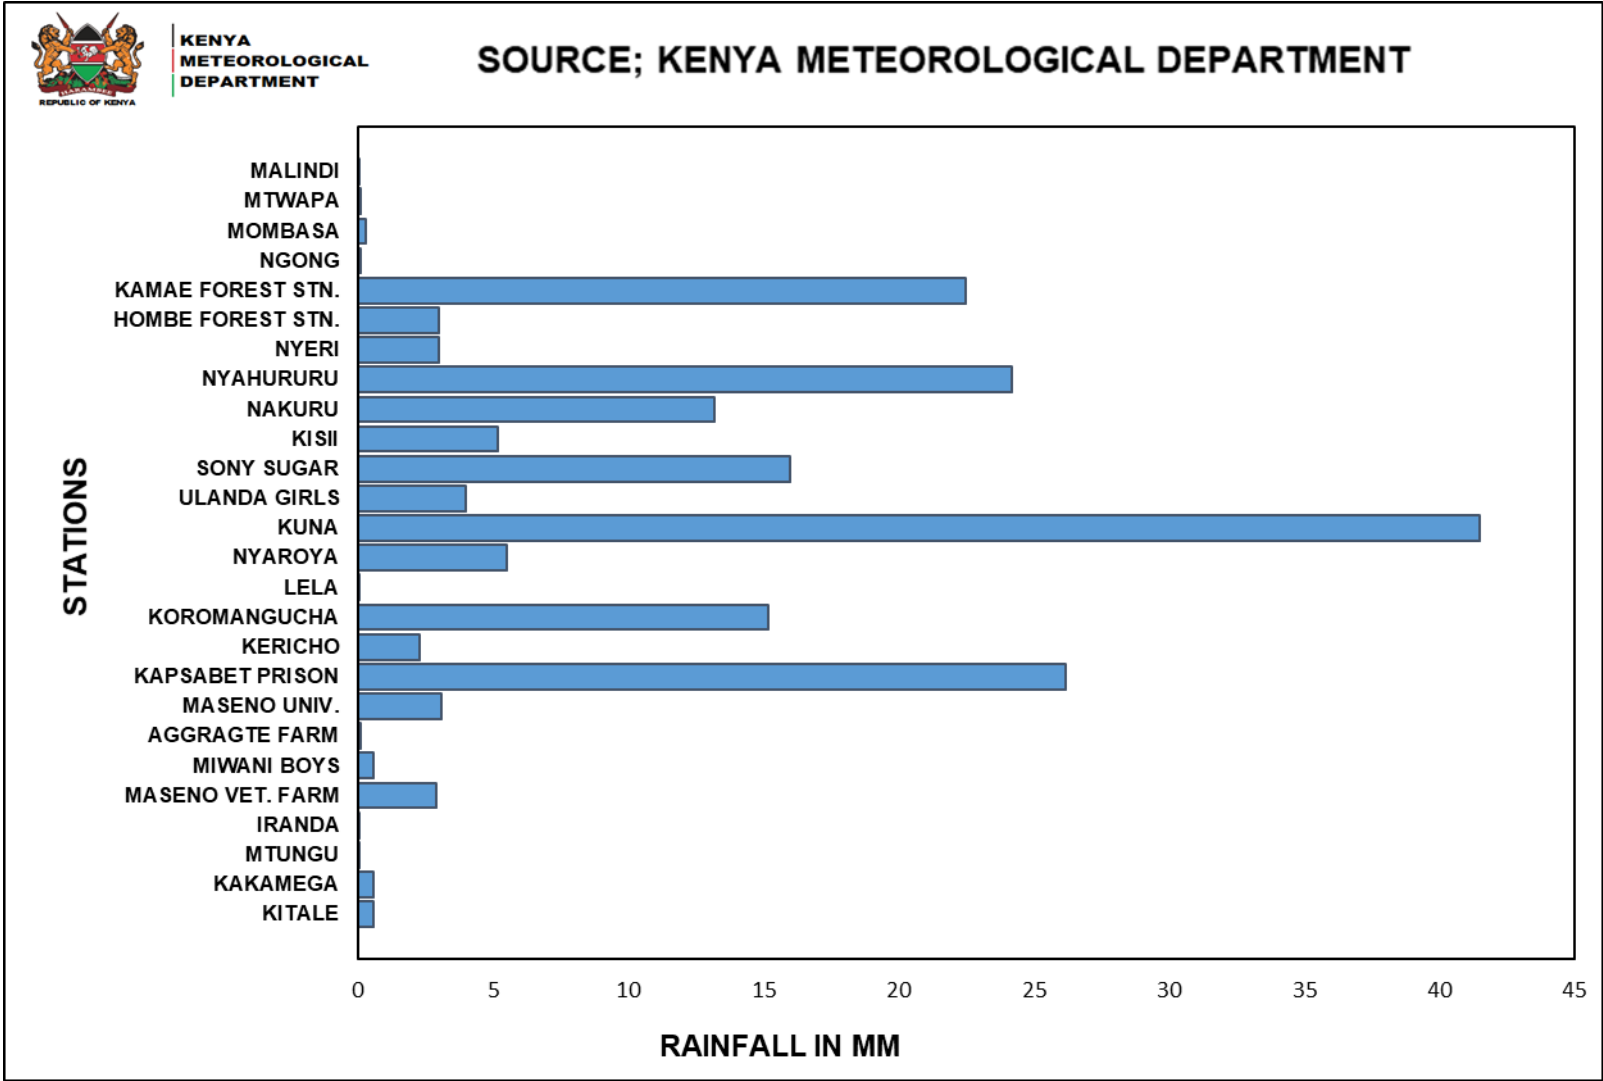 KENYA
METEOROLOGICAL
DEPARTMENT
HARAMBEE
REPUBLIC OF KENYA
SOURCE; KENYA METEOROLOGICAL DEPARTMENT
STATIONS
MALINDI
MTWAPA
MOMBASA
NGONG
KAMAE FOREST STN.
HOMBE FOREST STN.
NYERI
NYAHURURU
NAKURU
KISII
SONY SUGAR
ULANDA GIRLS
KUNA
NYAROYA
LELA
KOROMANGUCHA
KERICHO
KAPSABET PRISON
MASENO UNIV.
AGGRAGTE FARM
MIWANI BOYS
MASENO VET. FARM
IRANDA
MTUNGU
KAKAMEGA
KITALE
0 5 10 15 20 25 30 35 40 45
RAINFALL IN MM